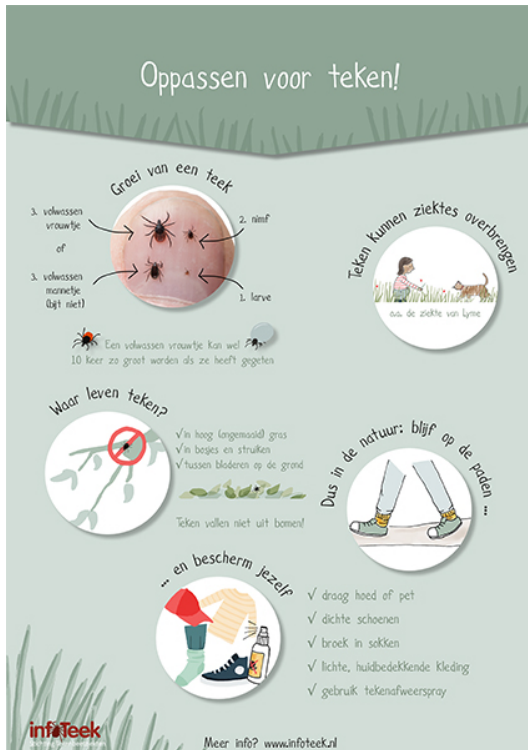 Oppassen voor teken!
Groei van een teek
3. volwassen
vrouwtje
of
3. volwassen
mannetje
(bijt niet)
2. nimf
1. larve
Een volwassen vrouwtje kan wel
10 keer zo groot worden als ze heeft gegeten
Teken kunnen ziektes overbrengen
o.a. de ziekte van Lyme
Waar leven teken?
√ in hoog (ongemaaid) gras
√ in bosjes en struiken
√ tussen bladeren op de grond
Teken vallen niet uit bomen!
Dus in de natuur: blijf op de paden ...
... en bescherm jezelf
√ draag hoed of pet
√ dichte schoenen
√ broek in sokken
√ lichte, huidbedekkende kleding
√ gebruik tekenafweerspray
infoTeek
Meer info? www.infoteek.nl